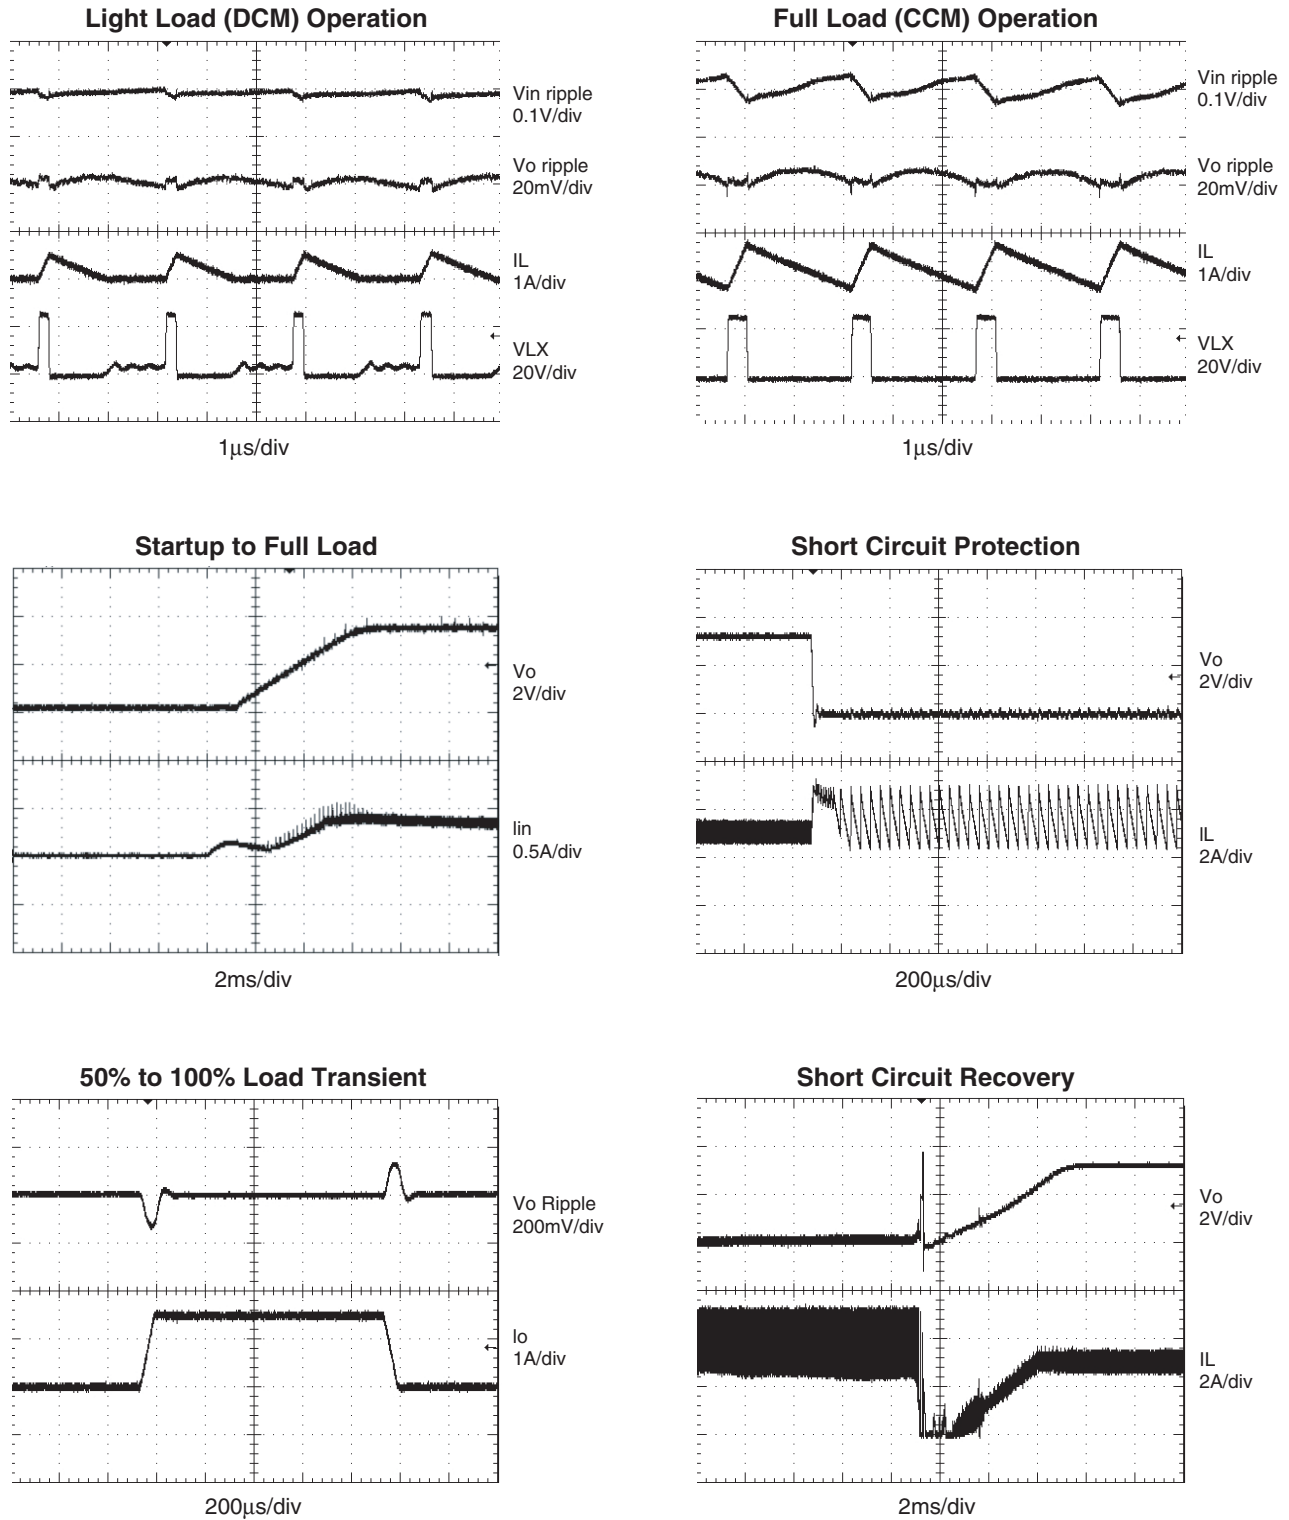 Light Load (DCM) Operation
Vin ripple
0.1V/div
Vo ripple
20mV/div
IL
1A/div
VLX
20V/div
1μs/div
Full Load (CCM) Operation
Vin ripple
0.1V/div
Vo ripple
20mV/div
IL
1A/div
VLX
20V/div
1μs/div
Startup to Full Load
Vo
2V/div
Iin
0.5A/div
2ms/div
Short Circuit Protection
Vo
2V/div
IL
2A/div
200μs/div
50% to 100% Load Transient
Vo Ripple
200mV/div
Io
1A/div
200μs/div
Short Circuit Recovery
Vo
2V/div
IL
2A/div
2ms/div